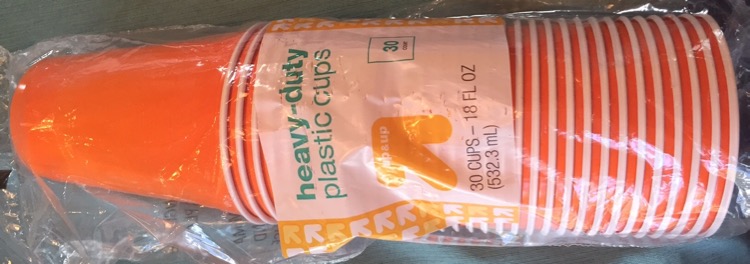 heavy-duty
plastic cups
30
up&up
30 CUPS – 18 FL OZ
(532.3 mL)